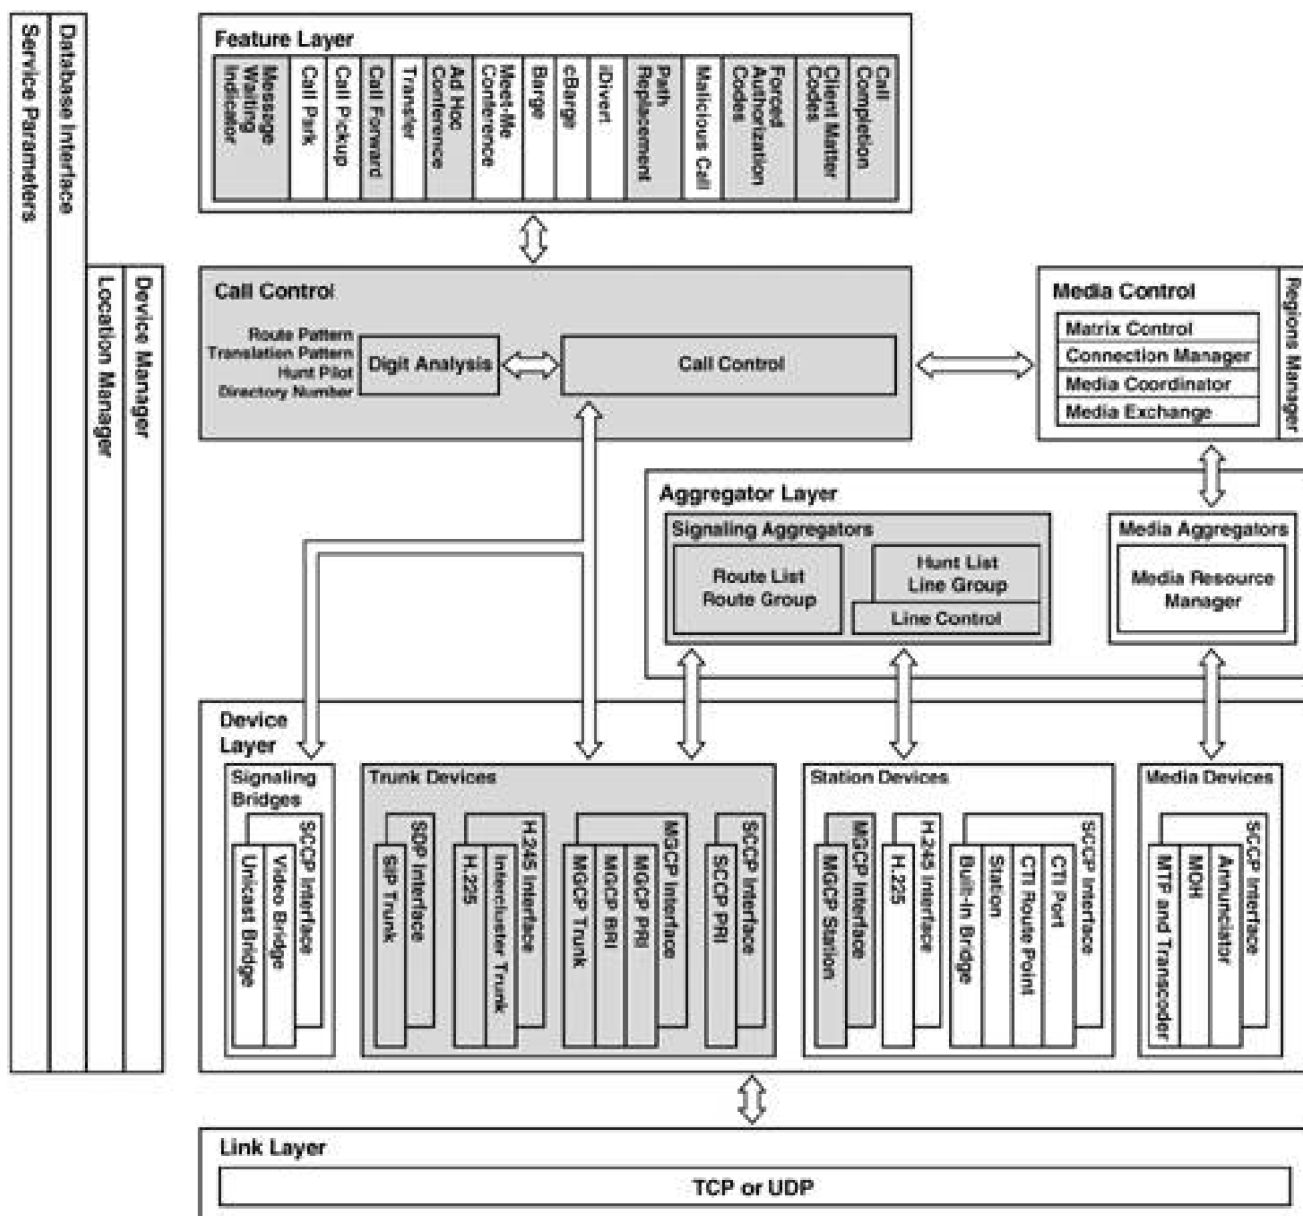 Service Parameters
Database Interface
Location Manager
Device Manager
Feature Layer
Message
Waiting
Indicator
Call Park
Call Pickup
Call Forward
Transfer
Ad Hoc
Conference
Meet-Me
Conference
Barge
cBarge
iDivert
Path
Replacement
Malicious Call
Forced
Authorization
Codes
Client Matter
Codes
Call
Completion
Call Control
Route Pattern
Translation Pattern
Hunt Pilot
Directory Number
Digit Analysis
Call Control
Media Control
Matrix Control
Connection Manager
Media Coordinator
Media Exchange
Regions Manager
Aggregator Layer
Signaling Aggregators
Route List
Route Group
Hunt List
Line Group
Line Control
Media Aggregators
Media Resource
Manager
Device
Layer
Signaling
Bridges
SCCP Interface
Video Bridge
Unicast Bridge
Trunk Devices
SDP Interface
SIP Trunk
H.245 Interface
Intercluster Trunk
H.225
MGCP Interface
MGCP PRI
MGCP BRI
MGCP Trunk
SCCP Interface
SCCP PRI
Station Devices
MGCP Interface
MGCP Station
H.245 Interface
H.225
SCCP Interface
CTI Port
CTI Route Point
Station
Built-In Bridge
Media Devices
SCCP Interface
Annunciator
MOH
MTP and Transcoder
Link Layer
TCP or UDP